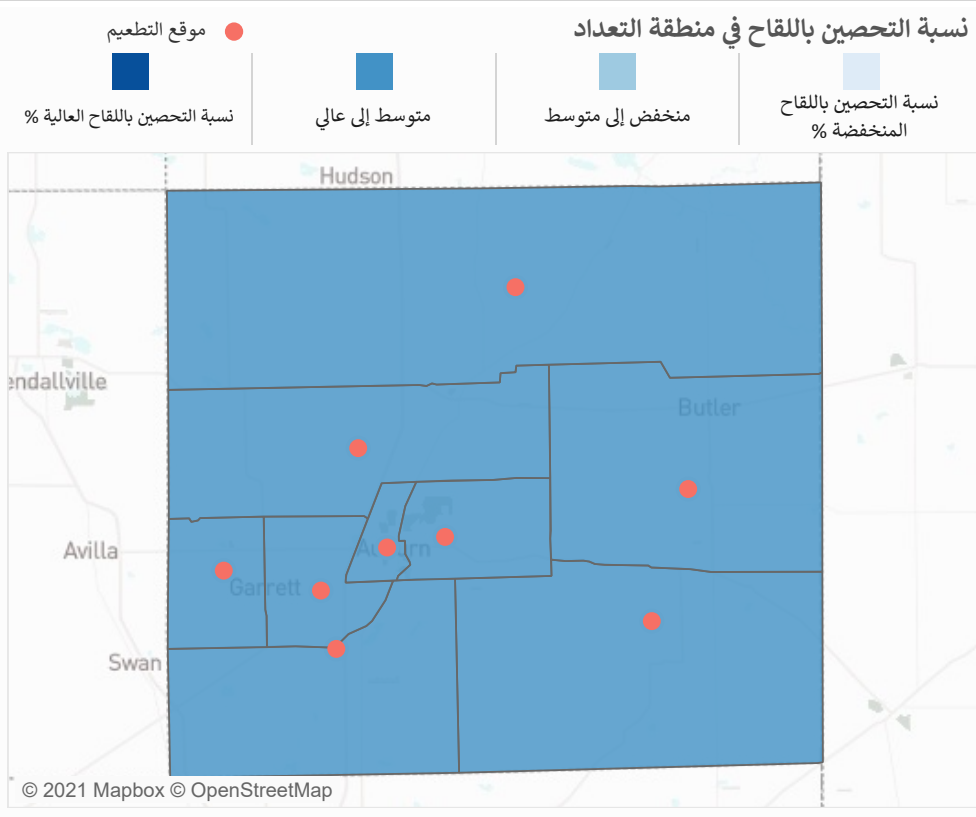 نسبة التحصين باللقاح في منطقة التعداد
موقع التطعيم
نسبة التحصين باللقاح
المنخفضة %
منخفض إلى متوسط
متوسط إلى عالي
نسبة التحصين باللقاح العالية %
Hudson
endallville
Butler
Avilla
Auburn
Garrett
Swan
© 2021 Mapbox © OpenStreetMap